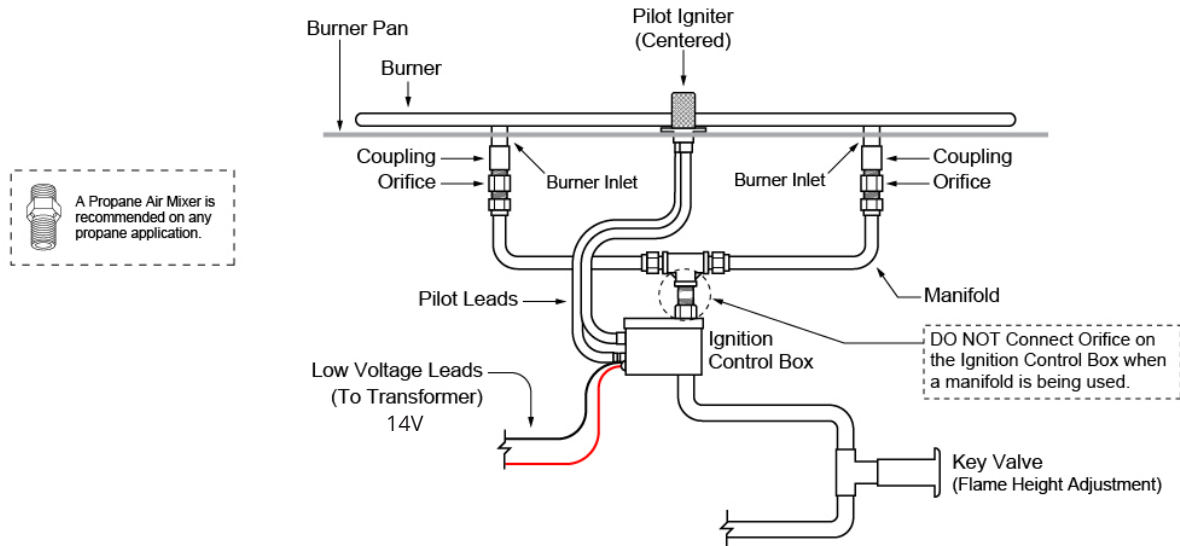 Pilot Igniter
(Centered)
Burner Pan
Burner
Coupling
Orifice
Burner Inlet
Burner Inlet
Coupling
Orifice
A Propane Air Mixer is
recommended on any
propane application.
Pilot Leads
Manifold
Ignition
Control Box
DO NOT Connect Orifice on
the Ignition Control Box when
a manifold is being used.
Low Voltage Leads
(To Transformer)
14V
Key Valve
(Flame Height Adjustment)